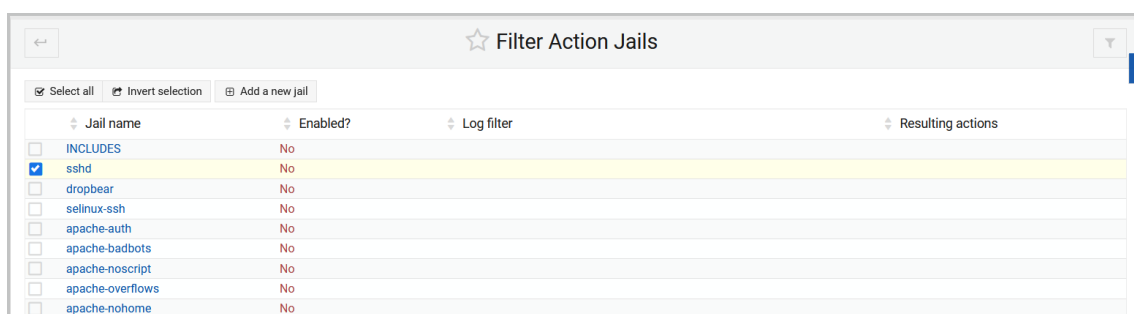 Filter Action Jails
Select all Invert selection Add a new jail
Jail name Enabled? Log filter Resulting actions
INCLUDES No
sshd No
dropbear No
selinux-ssh No
apache-auth No
apache-badbots No
apache-noscript No
apache-overflows No
apache-nohome No